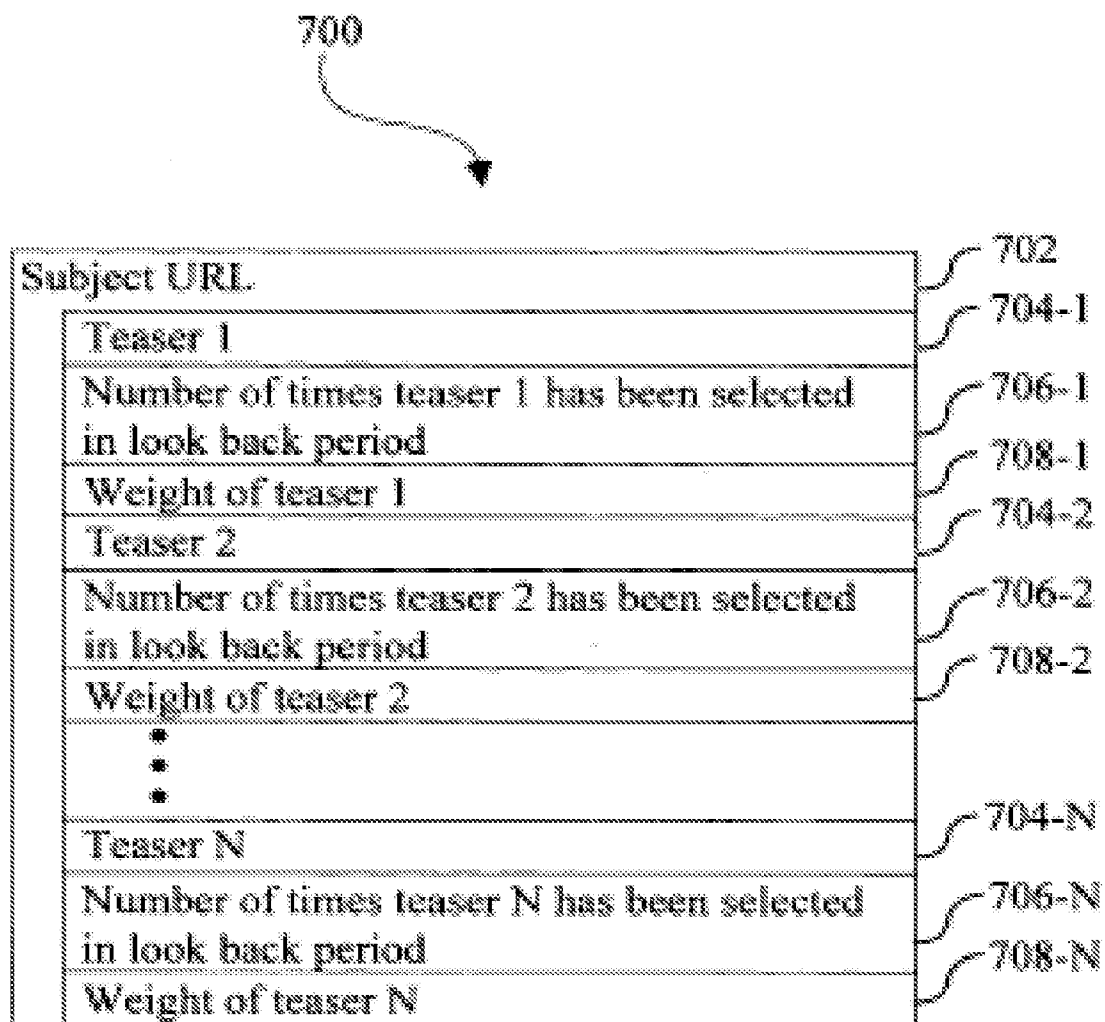 700
Subject URL
702
Teaser 1
704-1
Number of times teaser 1 has been selected
in look back period
706-1
Weight of teaser 1
708-1
Teaser 2
704-2
Number of times teaser 2 has been selected
in look back period
706-2
Weight of teaser 2
708-2
Teaser N
704-N
Number of times teaser N has been selected
in look back period
706-N
Weight of teaser N
708-N